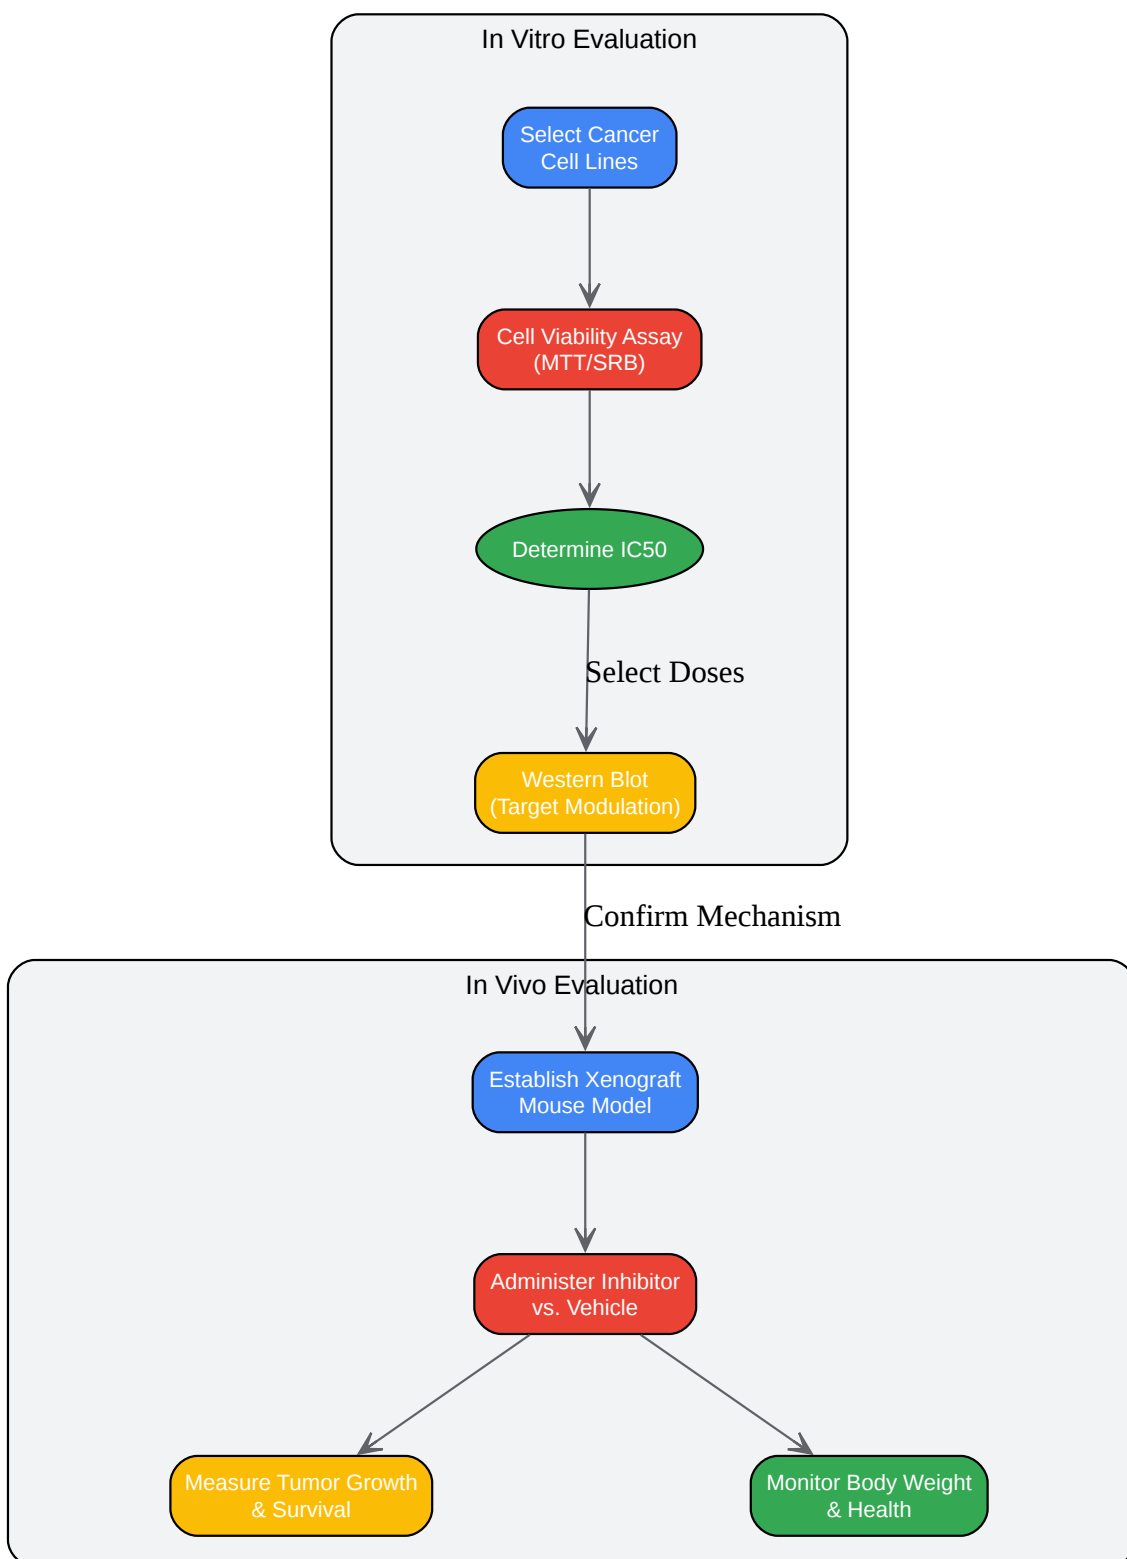 In Vitro Evaluation
Select Cancer
Cell Lines
Cell Viability Assay
(MTT/SRB)
Determine IC50
Select Doses
Western Blot
(Target Modulation)
Confirm Mechanism
In Vivo Evaluation
Establish Xenograft
Mouse Model
Administer Inhibitor
vs. Vehicle
Measure Tumor Growth
& Survival
Monitor Body Weight
& Health